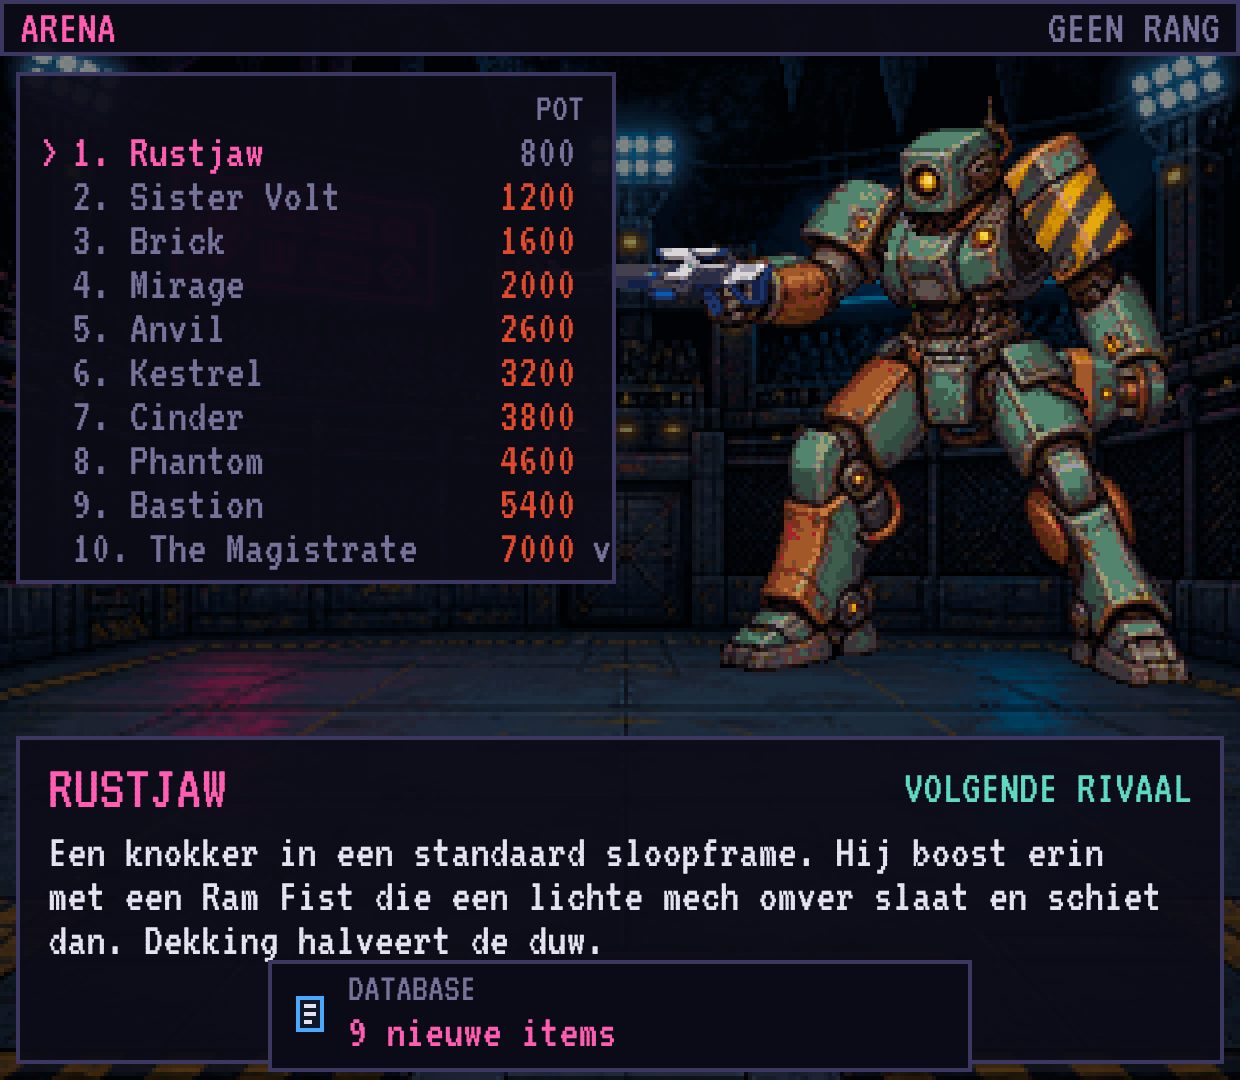 ARENA
GEEN RANG
POT
> 1. Rustjaw 800
2. Sister Volt 1200
3. Brick 1600
4. Mirage 2000
5. Anvil 2600
6. Kestrel 3200
7. Cinder 3800
8. Phantom 4600
9. Bastion 5400
10. The Magistrate 7000 v
RUSTJAW
VOLGENDE RIVAAL
Een knokker in een standaard sloopframe. Hij boost erin
met een Ram Fist die een lichte mech omver slaat en schiet
dan. Dekking halveert de duw.
DATABASE
9 nieuwe items